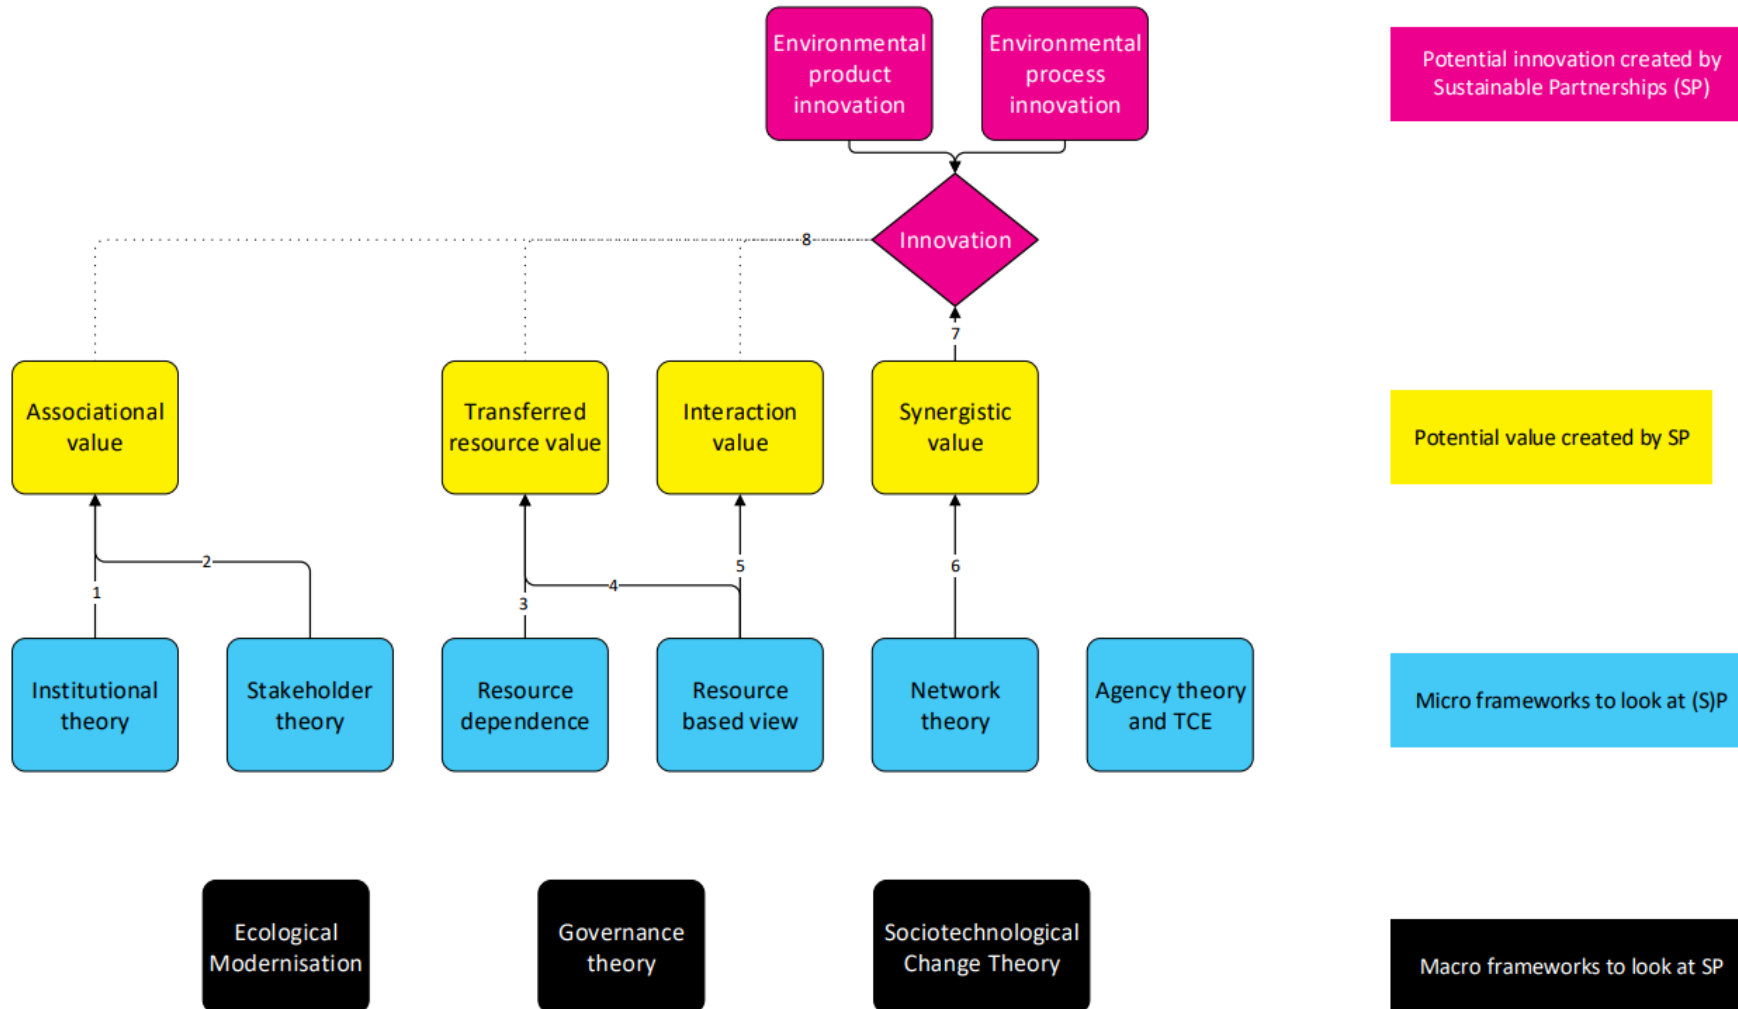 Environmental
product
innovation
Environmental
process
innovation
Potential innovation created by
Sustainable Partnerships (SP)
8
Innovation
7
Associational
value
Transferred
resource value
Interaction
value
Synergistic
value
Potential value created by SP
2
1
3
4
5
6
Institutional
theory
Stakeholder
theory
Resource
dependence
Resource
based view
Network
theory
Agency theory
and TCE
Micro frameworks to look at (S)P
Ecological
Modernisation
Governance
theory
Sociotechnological
Change Theory
Macro frameworks to look at SP